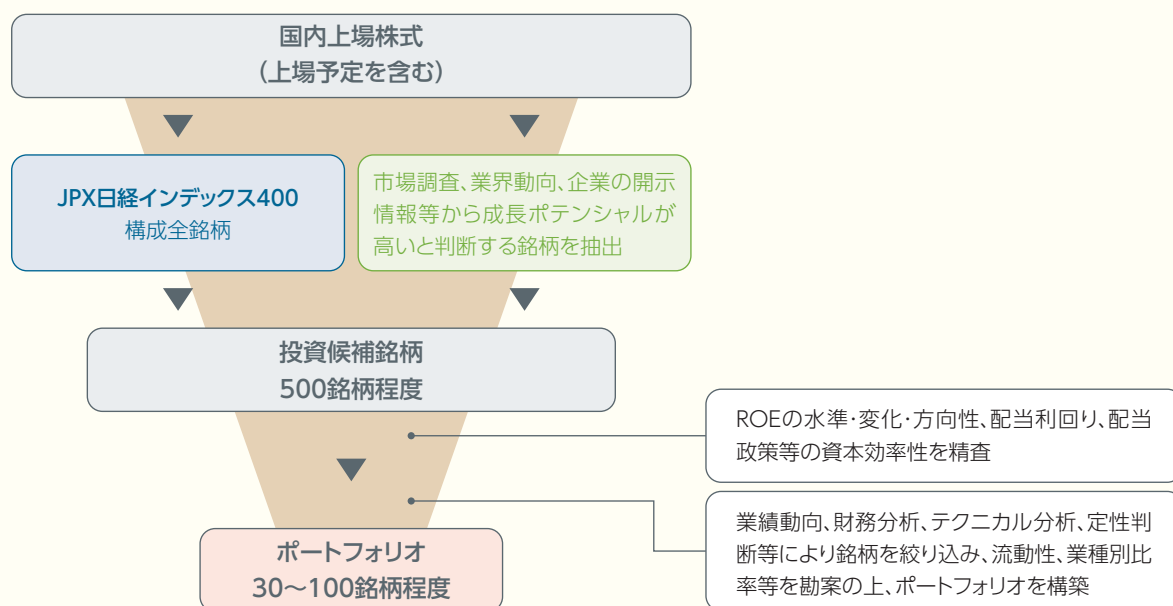 国内上場株式
(上場予定を含む)
JPX日経インデックス400
構成全銘柄
市場調査、業界動向、企業の開示
情報等から成長ポテンシャルが
高いと判断する銘柄を抽出
投資候補銘柄
500銘柄程度
ROEの水準・変化・方向性、配当利回り、配当
政策等の資本効率性を精査
ポートフォリオ
30〜100銘柄程度
業績動向、財務分析、テクニカル分析、定性判
断等により銘柄を絞り込み、流動性、業種別比
率等を勘案の上、ポートフォリオを構築